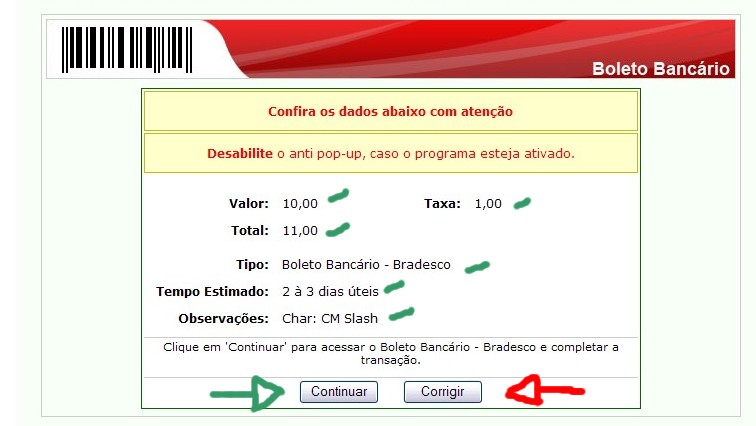 Boleto Bancário
Confira os dados abaixo com atenção
Desabilite o anti pop-up, caso o programa esteja ativado.
Valor: 10,00 Taxa: 1,00
Total: 11,00
Tipo: Boleto Bancário - Bradesco
Tempo Estimado: 2 à 3 dias úteis
Observações: Char: CM Slash
Clique em 'Continuar' para acessar o Boleto Bancário - Bradesco e completar a
transação.
Continuar Corrigir